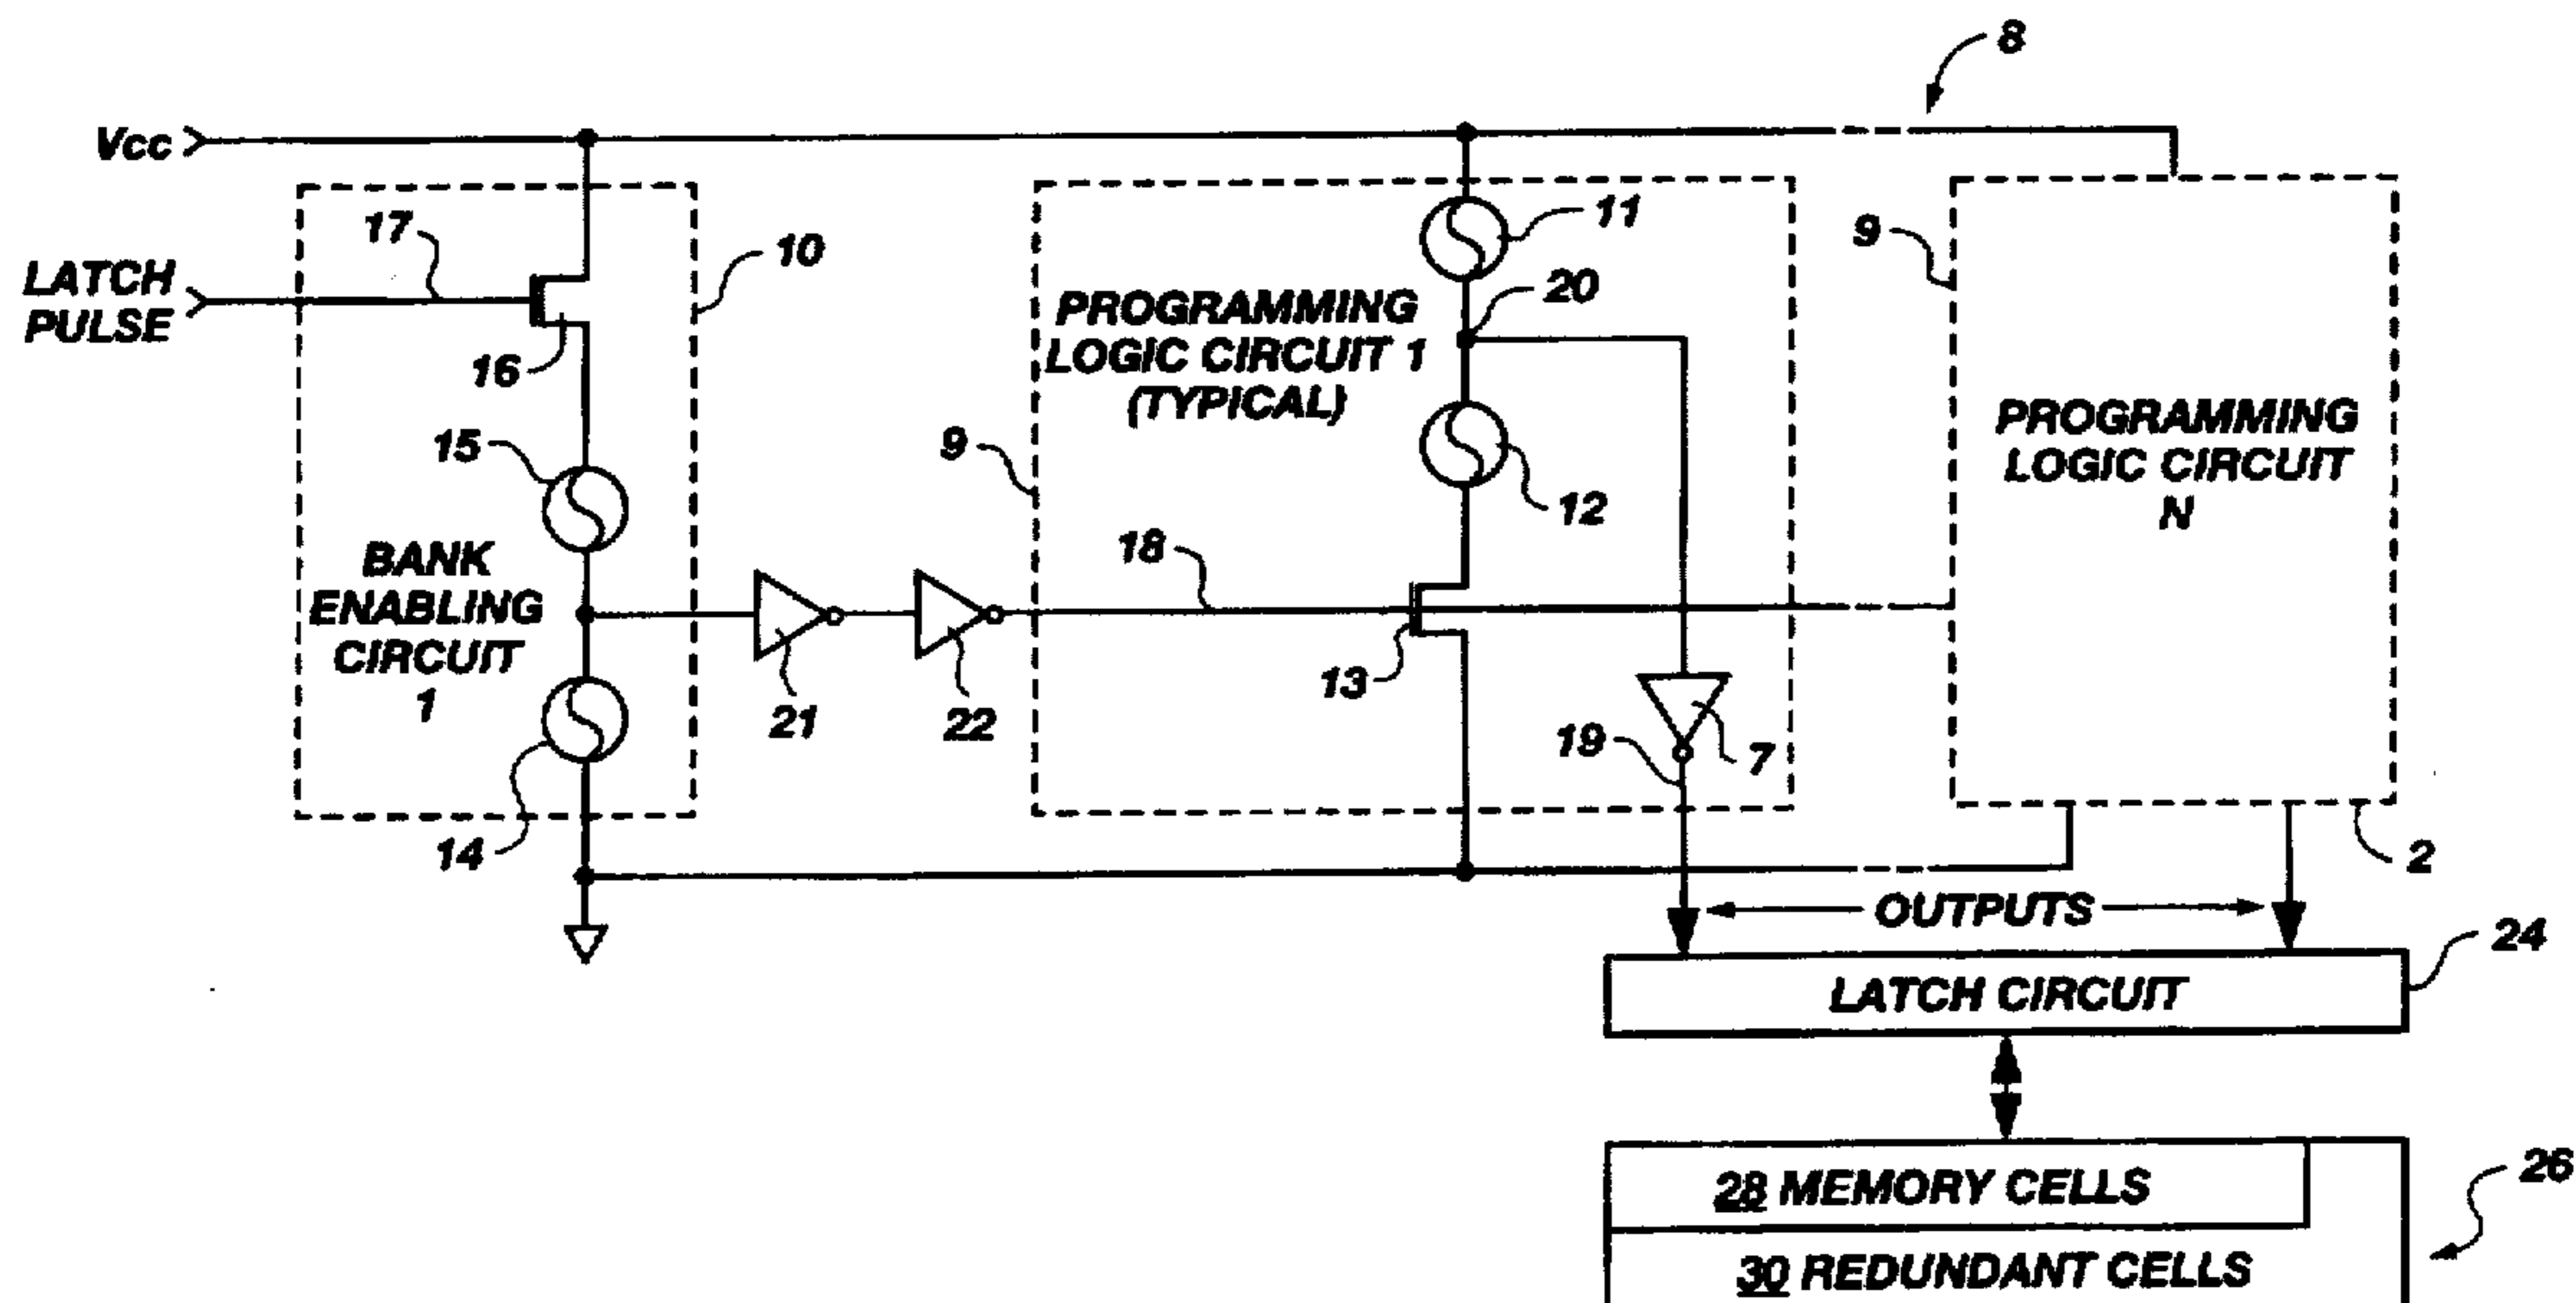 8
Vcc
17
10
LATCH
PULSE
16
15
BANK
ENABLING
CIRCUIT
1
14
21
22
9
PROGRAMMING
LOGIC CIRCUIT 1
(TYPICAL)
11
20
12
18
13
19
7
9
PROGRAMMING
LOGIC CIRCUIT
N
2
OUTPUTS
24
LATCH CIRCUIT
26
28 MEMORY CELLS
30 REDUNDANT CELLS